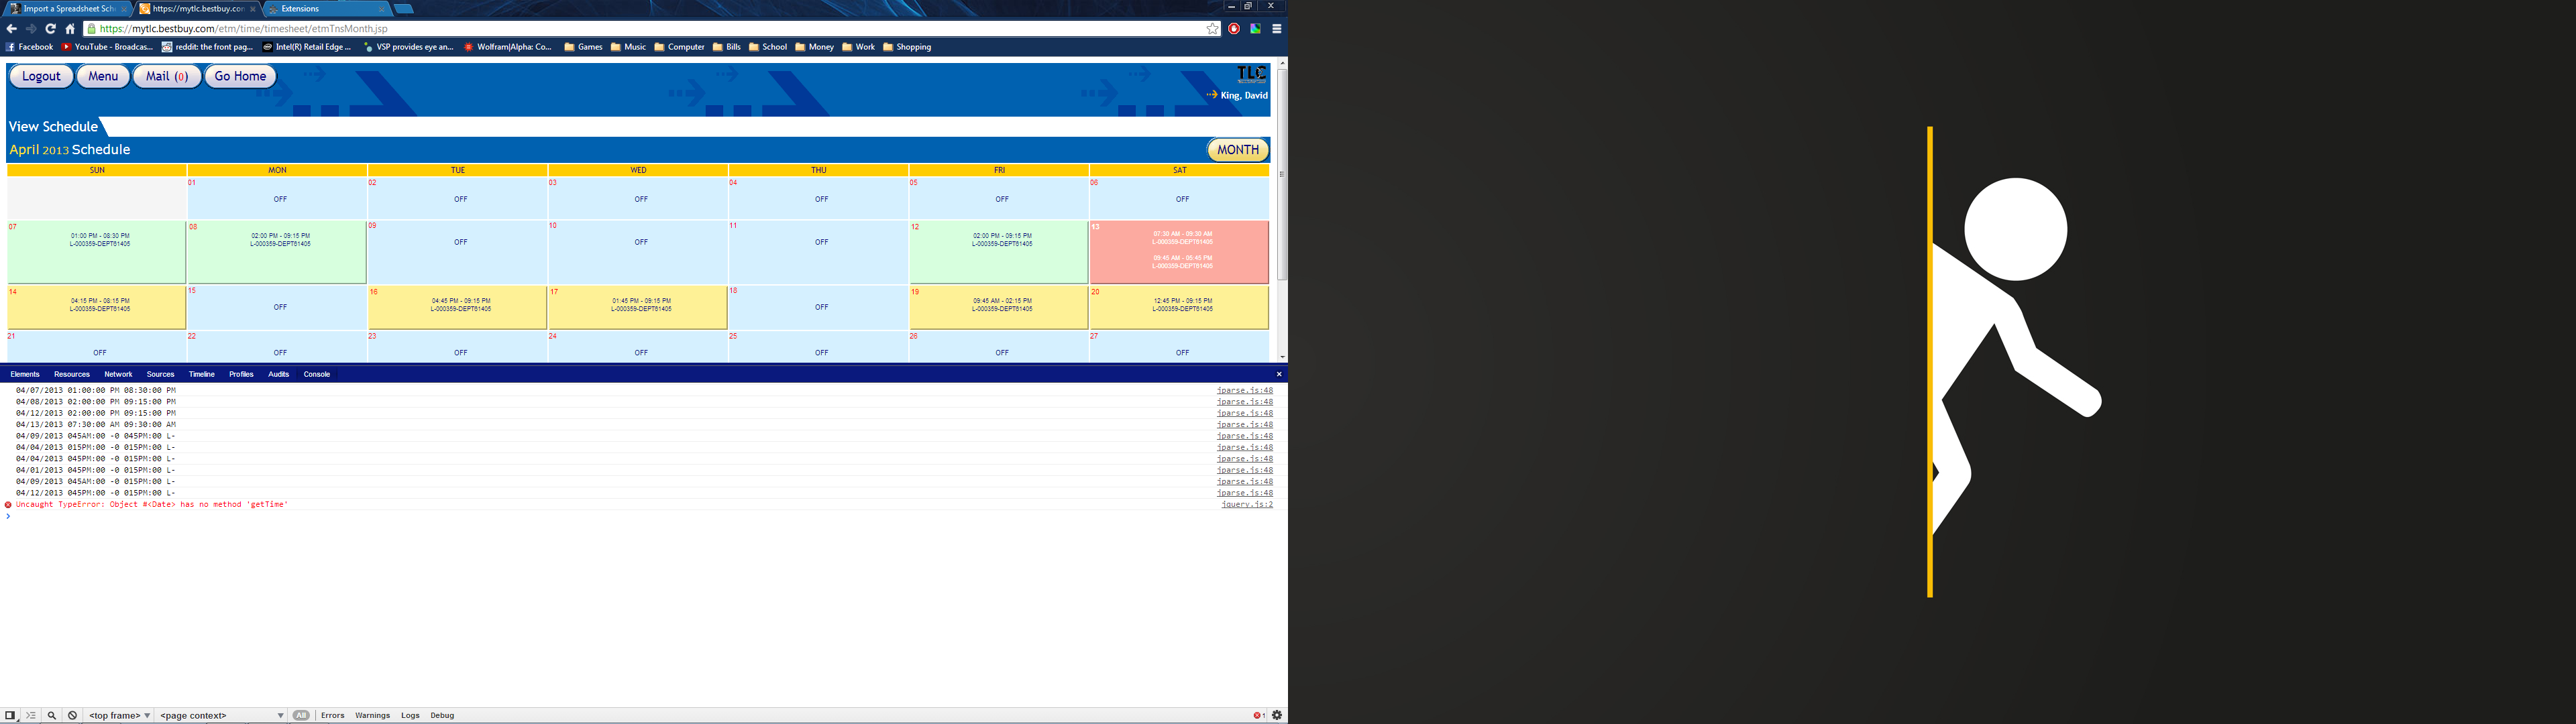 Import a Spreadsheet Sch
https://mytlc.bestbuy.con
Extensions
https://mytlc.bestbuy.com/etm/time/timesheet/etmTnsMonth.jsp
Facebook YouTube - Broadcas... reddit: the front pag... Intel(R) Retail Edge ... VSP provides eye an... Wolfram|Alpha: Co... Games Music Computer Bills School Money Work Shopping
Logout Menu Mail (0) Go Home
TLC
King, David
View Schedule
April 2013 Schedule
MONTH
SUN MON TUE WED THU FRI SAT
01 02 03 04 05 06
OFF OFF OFF OFF OFF OFF
07 08 09 10 11 12 13
01:00 PM - 08:30 PM
L-000359-DEPT61405
02:00 PM - 09:15 PM
L-000359-DEPT61405
OFF OFF OFF
02:00 PM - 09:15 PM
L-000359-DEPT61405
07:30 AM - 09:30 AM
L-000359-DEPT61405
09:45 AM - 05:45 PM
L-000359-DEPT61405
14 15 16 17 18 19 20
04:15 PM - 08:15 PM
L-000359-DEPT61405
OFF
04:45 PM - 09:15 PM
L-000359-DEPT61405
01:45 PM - 09:15 PM
L-000359-DEPT61405
OFF
09:45 AM - 02:15 PM
L-000359-DEPT61405
12:45 PM - 09:15 PM
L-000359-DEPT61405
21 22 23 24 25 26 27
OFF OFF OFF OFF OFF OFF OFF
Elements Resources Network Sources Timeline Profiles Audits Console
04/07/2013 01:00:00 PM 08:30:00 PM jparse.js:48
04/08/2013 02:00:00 PM 09:15:00 PM jparse.js:48
04/12/2013 02:00:00 PM 09:15:00 PM jparse.js:48
04/13/2013 07:30:00 AM 09:30:00 AM jparse.js:48
04/09/2013 045AM:00 -0 045PM:00 L- jparse.js:48
04/04/2013 015PM:00 -0 015PM:00 L- jparse.js:48
04/04/2013 045PM:00 -0 015PM:00 L- jparse.js:48
04/01/2013 045PM:00 -0 015PM:00 L- jparse.js:48
04/09/2013 045AM:00 -0 015PM:00 L- jparse.js:48
04/12/2013 045PM:00 -0 015PM:00 L- jparse.js:48
Uncaught TypeError: Object #<Date> has no method 'getTime' jquery.js:2
<top frame> <page context> All Errors Warnings Logs Debug 1